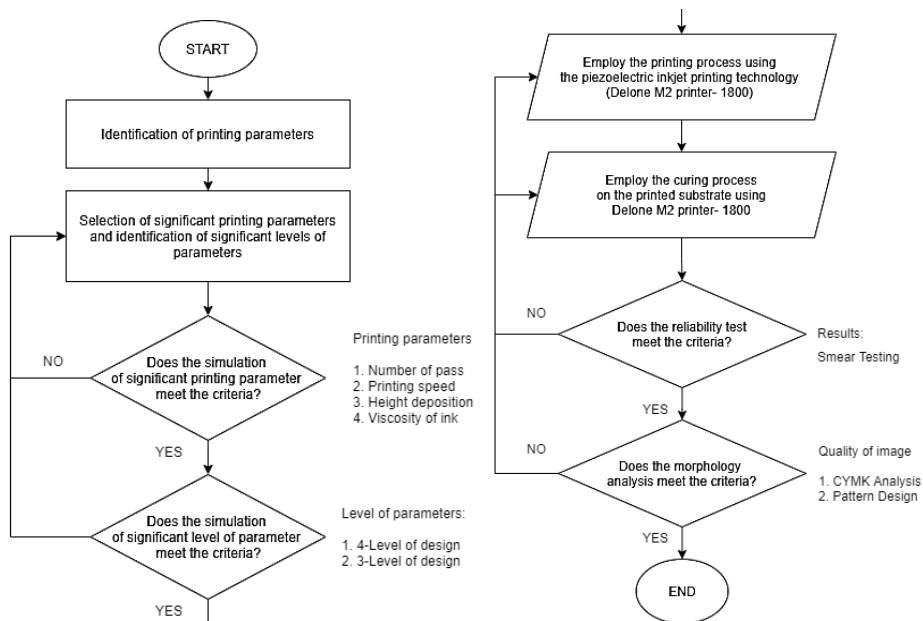 START
Identification of printing parameters
Selection of significant printing parameters
and identification of significant levels of
parameters
NO
Does the simulation
of significant printing parameter
meet the criteria?
Printing parameters
1. Number of pass
2. Printing speed
3. Height deposition
4. Viscosity of ink
YES
Does the simulation
of significant level of parameter
meet the criteria?
Level of parameters:
1. 4-Level of design
2. 3-Level of design
YES
Employ the printing process using
the piezoelectric inkjet printing technology
(Delone M2 printer- 1800)
Employ the curing process
on the printed substrate using
Delone M2 printer- 1800
NO
Does the reliability test
meet the criteria?
Results:
Smear Testing
YES
NO
Does the morphology
analysis meet the criteria?
Quality of image
1. CYMK Analysis
2. Pattern Design
YES
END